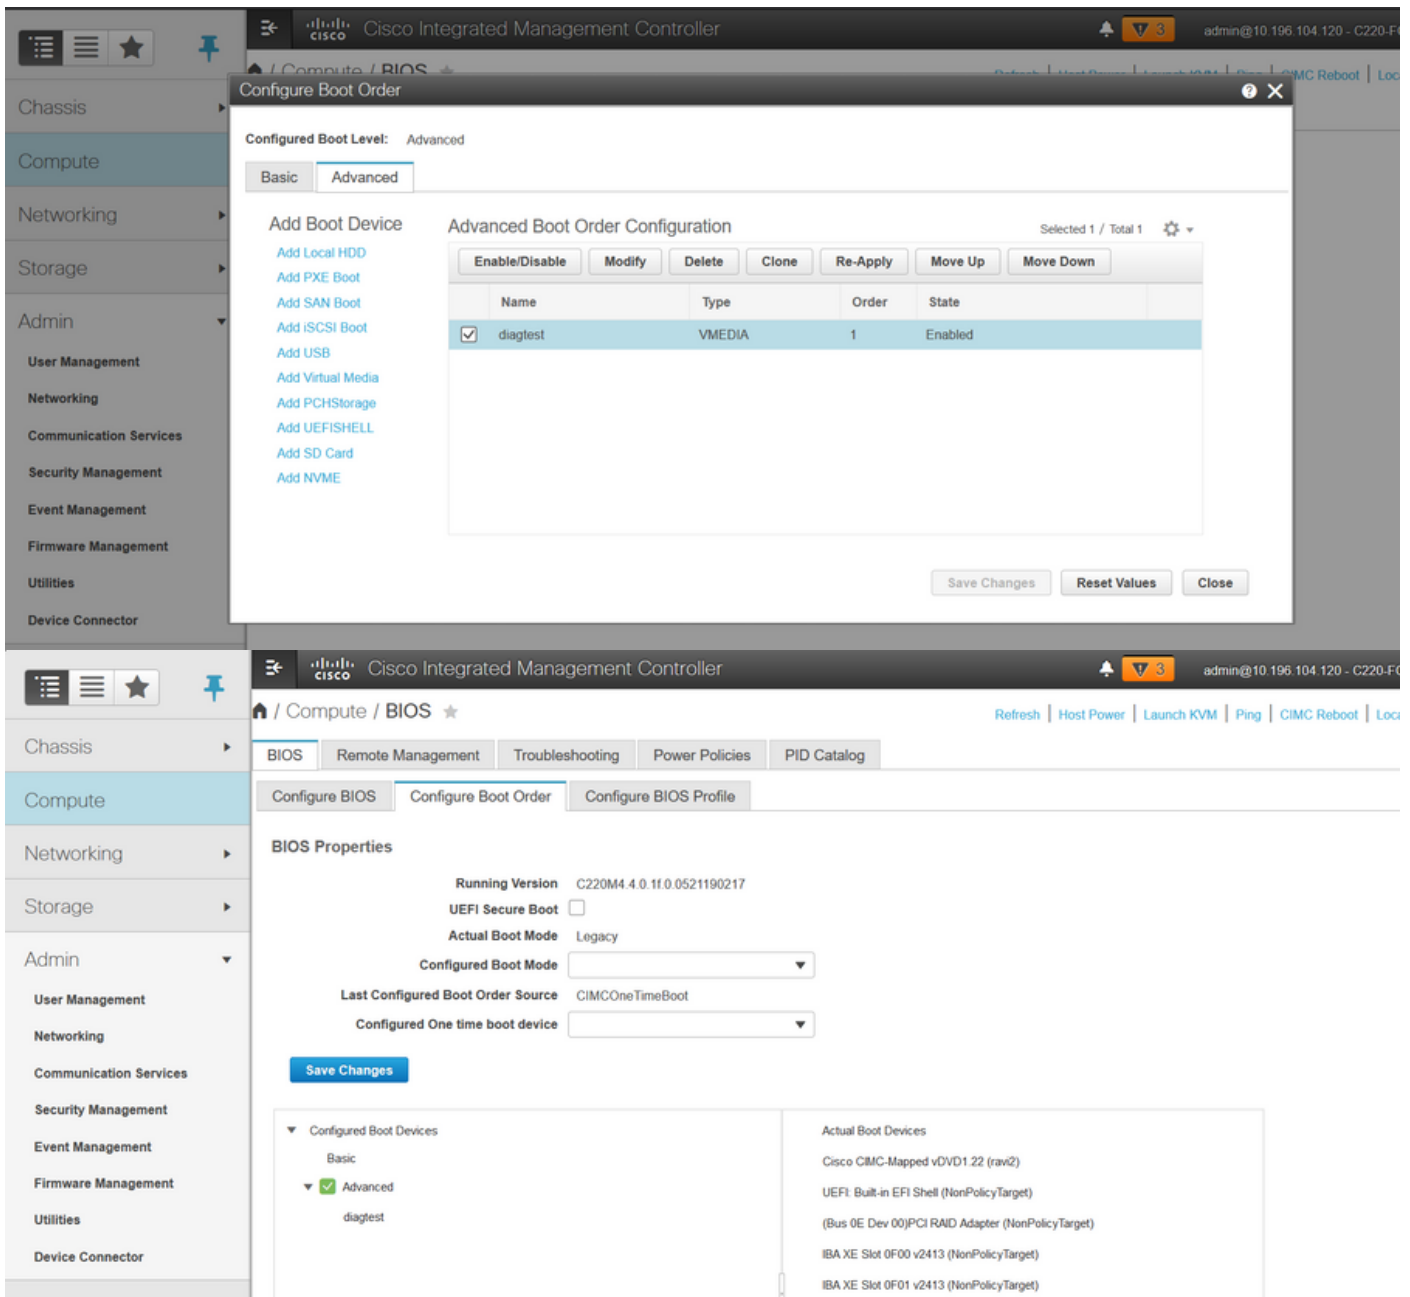 cisco Cisco Integrated Management Controller 3 admin@10.196.104.120 - C220-F
/ Compute / BIOS CIMC Reboot
Configure Boot Order
Chassis
Configured Boot Level: Advanced
Compute
Basic Advanced
Networking
Add Boot Device Advanced Boot Order Configuration Selected 1 / Total 1
Add Local HDD Enable/Disable Modify Delete Clone Re-Apply Move Up Move Down
Storage
Add PXE Boot
Add SAN Boot Name Type Order State
Admin
Add iSCSI Boot diagtest VMEDIA 1 Enabled
Add USB
User Management
Add Virtual Media
Networking
Add PCHStorage
Add UEFISHELL
Communication Services
Add SD Card
Security Management
Add NVME
Event Management
Firmware Management
Utilities Save Changes Reset Values Close
Device Connector
cisco Cisco Integrated Management Controller 3 admin@10.196.104.120 - C220-F
/ Compute / BIOS Refresh Host Power Launch KVM Ping CIMC Reboot
Chassis
BIOS Remote Management Troubleshooting Power Policies PID Catalog
Compute
Configure BIOS Configure Boot Order Configure BIOS Profile
Networking
BIOS Properties
Running Version C220M4.4.0.1f.0.0521190217
Storage
UEFI Secure Boot
Actual Boot Mode Legacy
Admin
Configured Boot Mode
User Management
Last Configured Boot Order Source CIMCOneTimeBoot
Networking
Configured One time boot device
Communication Services
Save Changes
Security Management
Configured Boot Devices Actual Boot Devices
Event Management
Basic Cisco CIMC-Mapped vDVD1.22 (ravi2)
Firmware Management
Advanced UEFI: Built-in EFI Shell (NonPolicyTarget)
Utilities
diagtest (Bus 0E Dev 00)PCI RAID Adapter (NonPolicyTarget)
Device Connector
IBA XE Slot 0F00 v2413 (NonPolicyTarget)
IBA XE Slot 0F01 v2413 (NonPolicyTarget)